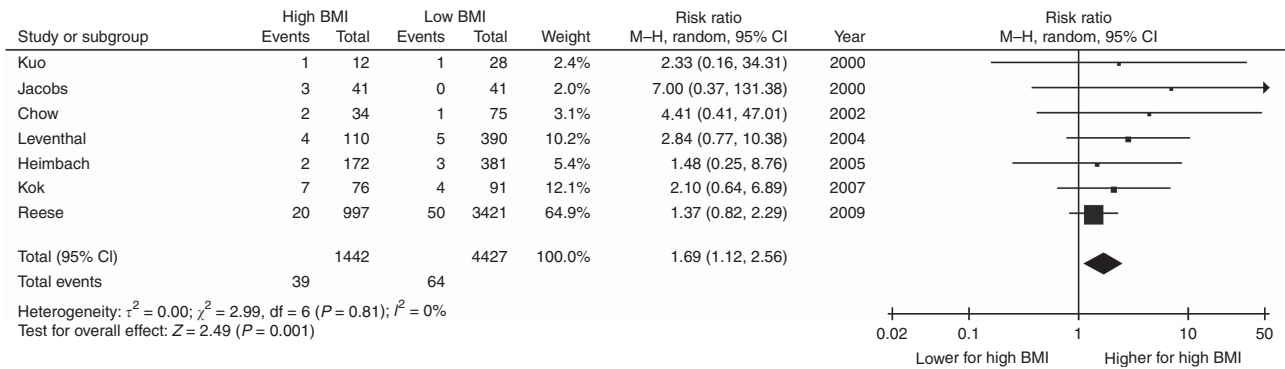 High BMI Low BMI Risk ratio Risk ratio
Study or subgroup Events Total Events Total Weight M–H, random, 95% CI Year M–H, random, 95% CI
Kuo 1 12 1 28 2.4% 2.33 (0.16, 34.31) 2000
Jacobs 3 41 0 41 2.0% 7.00 (0.37, 131.38) 2000
Chow 2 34 1 75 3.1% 4.41 (0.41, 47.01) 2002
Leventhal 4 110 5 390 10.2% 2.84 (0.77, 10.38) 2004
Heimbach 2 172 3 381 5.4% 1.48 (0.25, 8.76) 2005
Kok 7 76 4 91 12.1% 2.10 (0.64, 6.89) 2007
Reese 20 997 50 3421 64.9% 1.37 (0.82, 2.29) 2009
Total (95% CI) 1442 4427 100.0% 1.69 (1.12, 2.56)
Total events 39 64
Heterogeneity: τ² = 0.00; χ² = 2.99, df = 6 (P = 0.81); I² = 0%
Test for overall effect: Z = 2.49 (P = 0.001)
0.02 0.1 1 10 50
Lower for high BMI Higher for high BMI